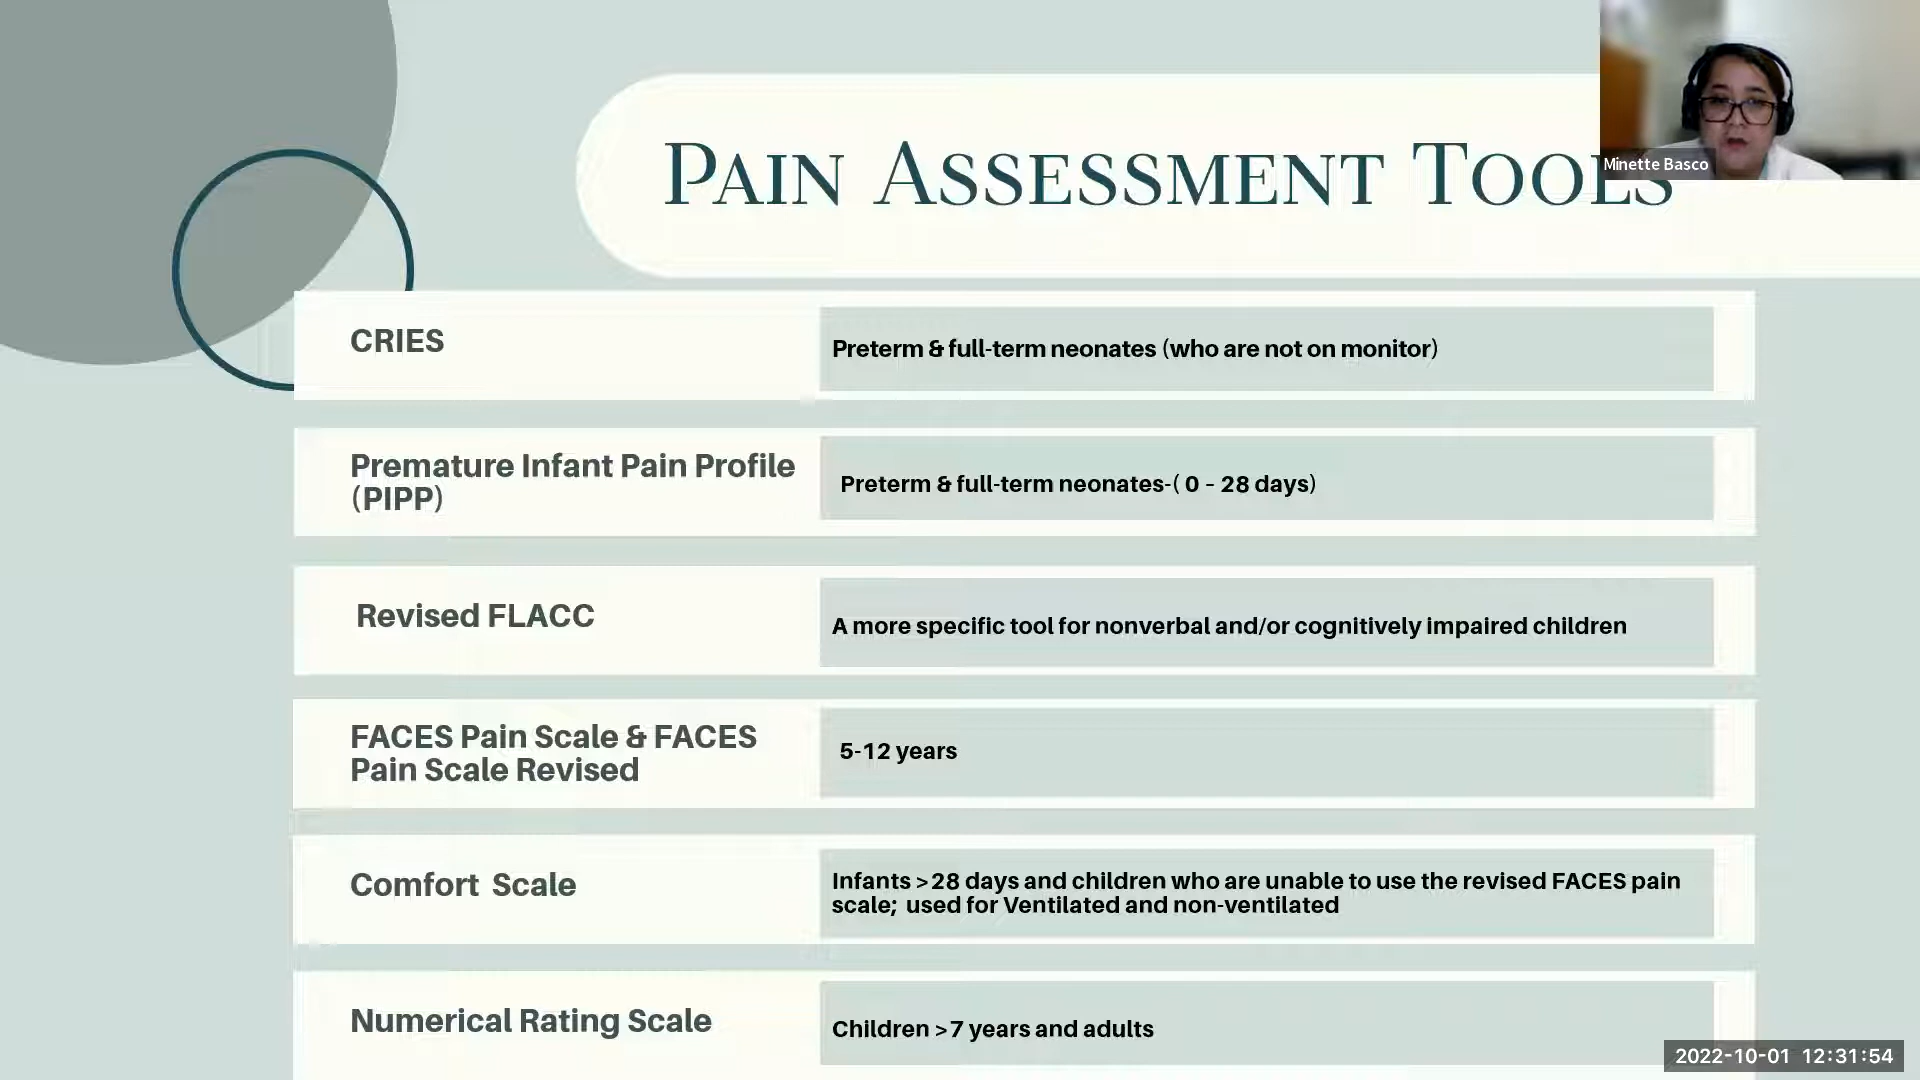 PAIN ASSESSMENT TOOLS
Minette Basco
CRIES
Preterm & full-term neonates (who are not on monitor)
Premature Infant Pain Profile
(PIPP)
Preterm & full-term neonates-( 0 - 28 days)
Revised FLACC
A more specific tool for nonverbal and/or cognitively impaired children
FACES Pain Scale & FACES
Pain Scale Revised
5-12 years
Comfort Scale
Infants >28 days and children who are unable to use the revised FACES pain
scale; used for Ventilated and non-ventilated
Numerical Rating Scale
Children >7 years and adults
2022-10-01 12:31:54